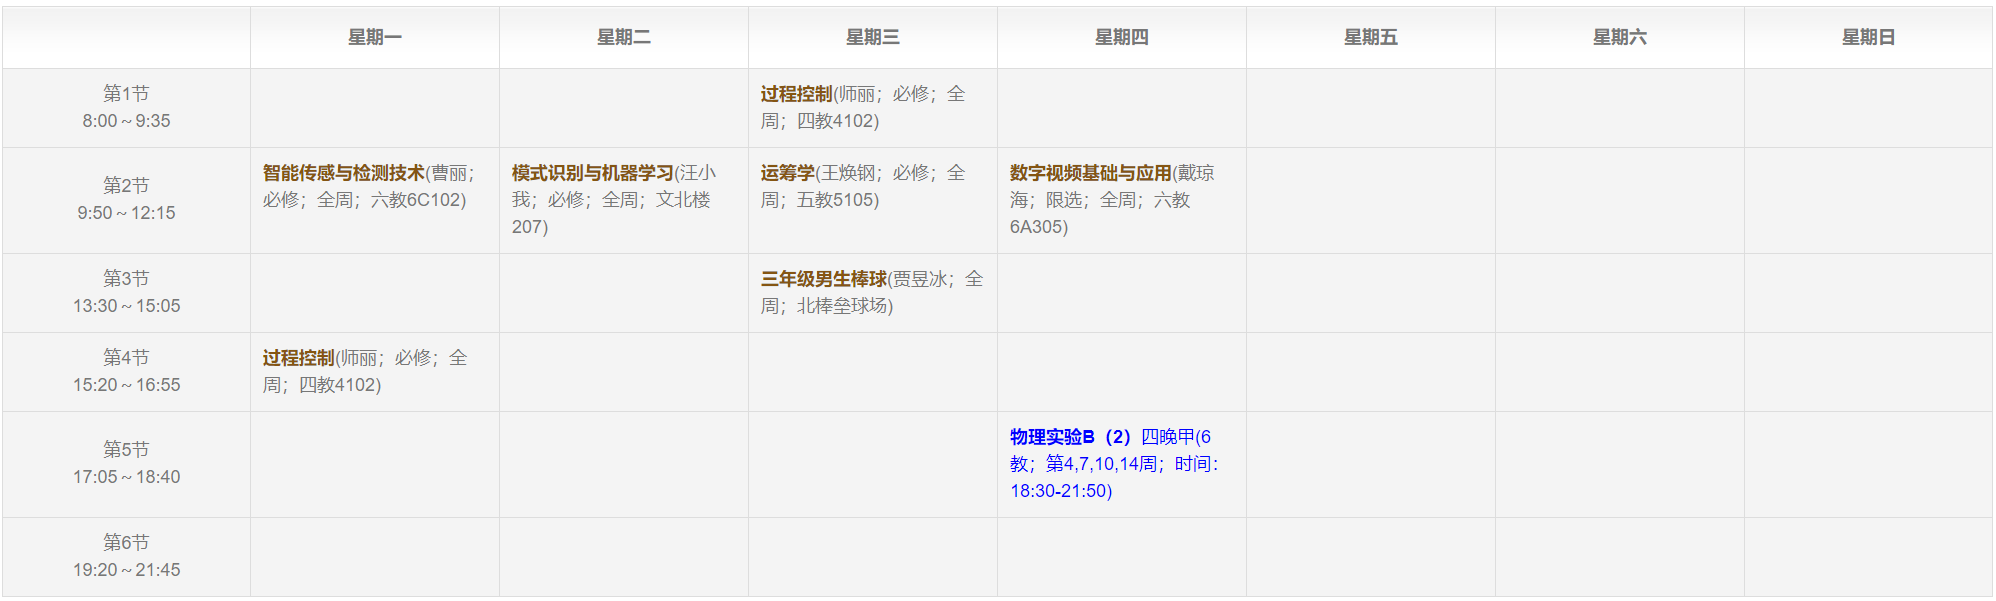 星期一 星期二 星期三 星期四 星期五 星期六 星期日
第1节
8:00～9:35
过程控制(师丽；必修；全
周；四教4102)
第2节
9:50～12:15
智能传感与检测技术(曹丽；
必修；全周；六教6C102)
模式识别与机器学习(汪小
我；必修；全周；文北楼
207)
运筹学(王焕钢；必修；全
周；五教5105)
数字视频基础与应用(戴琼
海；限选；全周；六教
6A305)
第3节
13:30～15:05
三年级男生棒球(贾昱冰；全
周；北棒垒球场)
第4节
15:20～16:55
过程控制(师丽；必修；全
周；四教4102)
第5节
17:05～18:40
物理实验B（2）四晚甲(6
教；第4,7,10,14周；时间：
18:30-21:50)
第6节
19:20～21:45